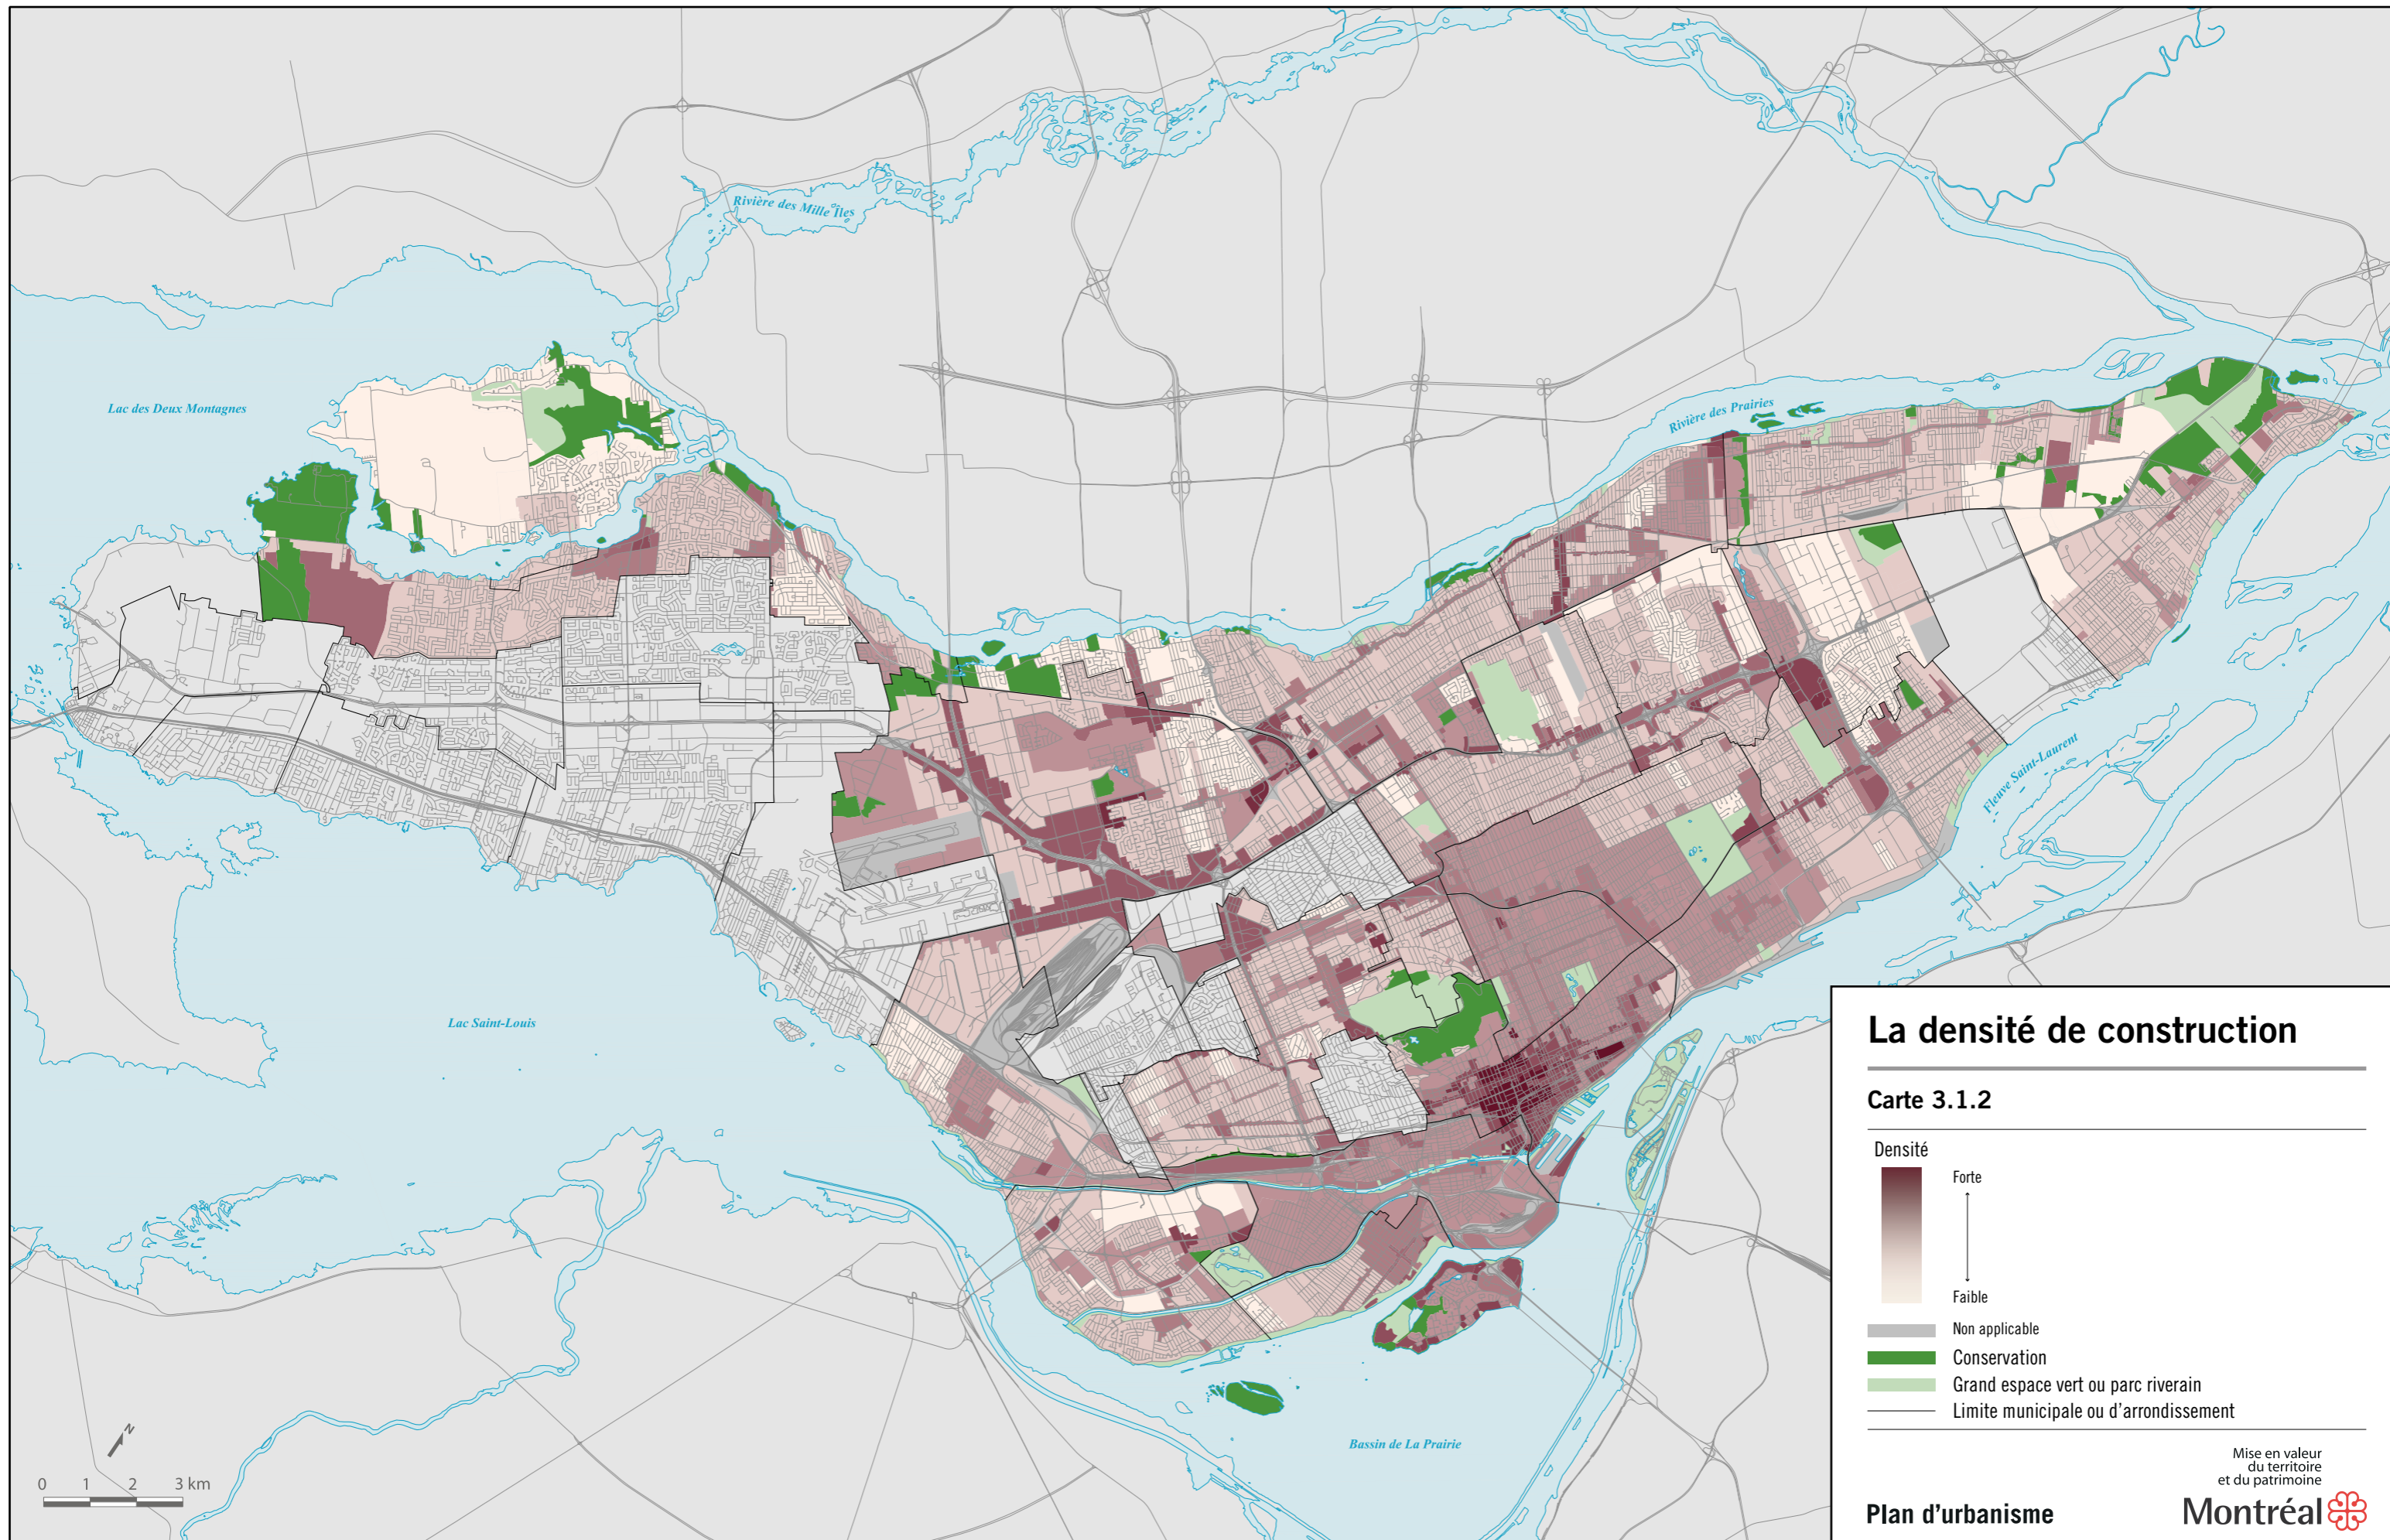 Rivière des Mille Îles
Lac des Deux Montagnes
Rivière des Prairies
Fleuve Saint-Laurent
Lac Saint-Louis
Bassin de La Prairie
N
0 1 2 3 km
La densité de construction
Carte 3.1.2
Densité
Forte
Faible
Non applicable
Conservation
Grand espace vert ou parc riverain
Limite municipale ou d'arrondissement
Mise en valeur
du territoire
et du patrimoine
Plan d'urbanisme
Montréal